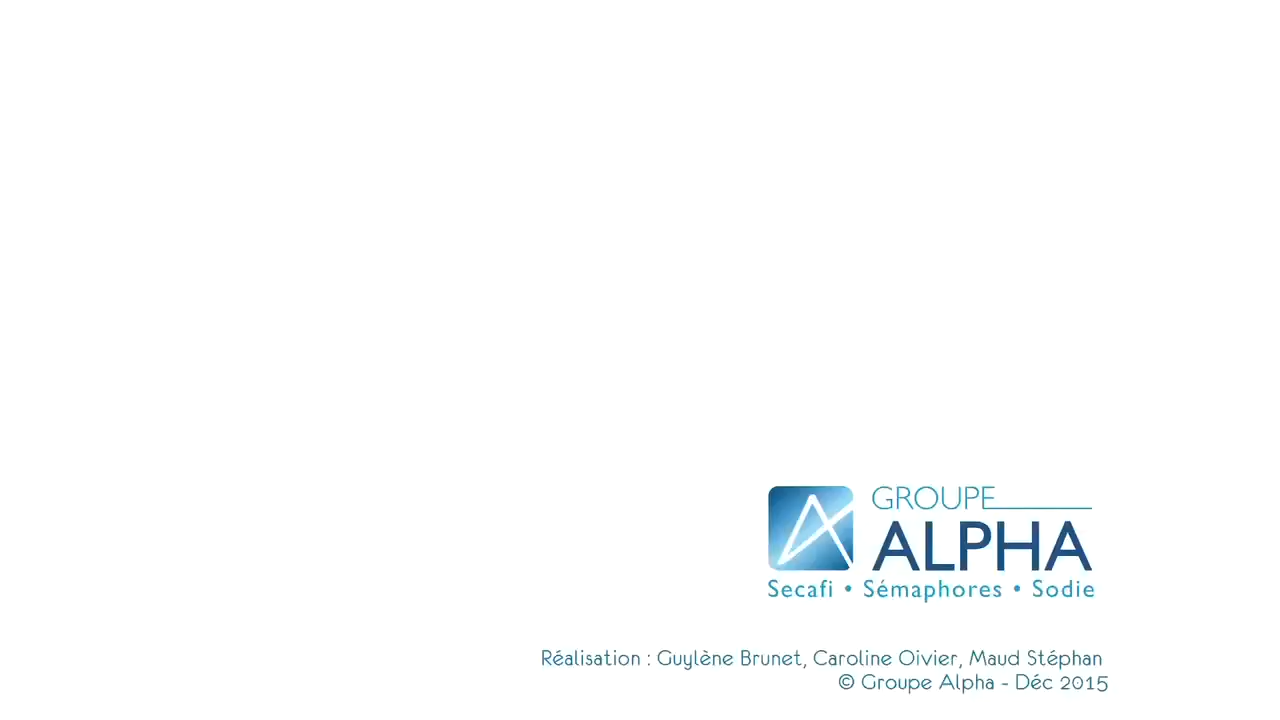 GROUPE
ALPHA
Secafi • Sémaphores • Sodie
Réalisation : Guylène Brunet, Caroline Oivier, Maud Stéphan
© Groupe Alpha - Déc 2015